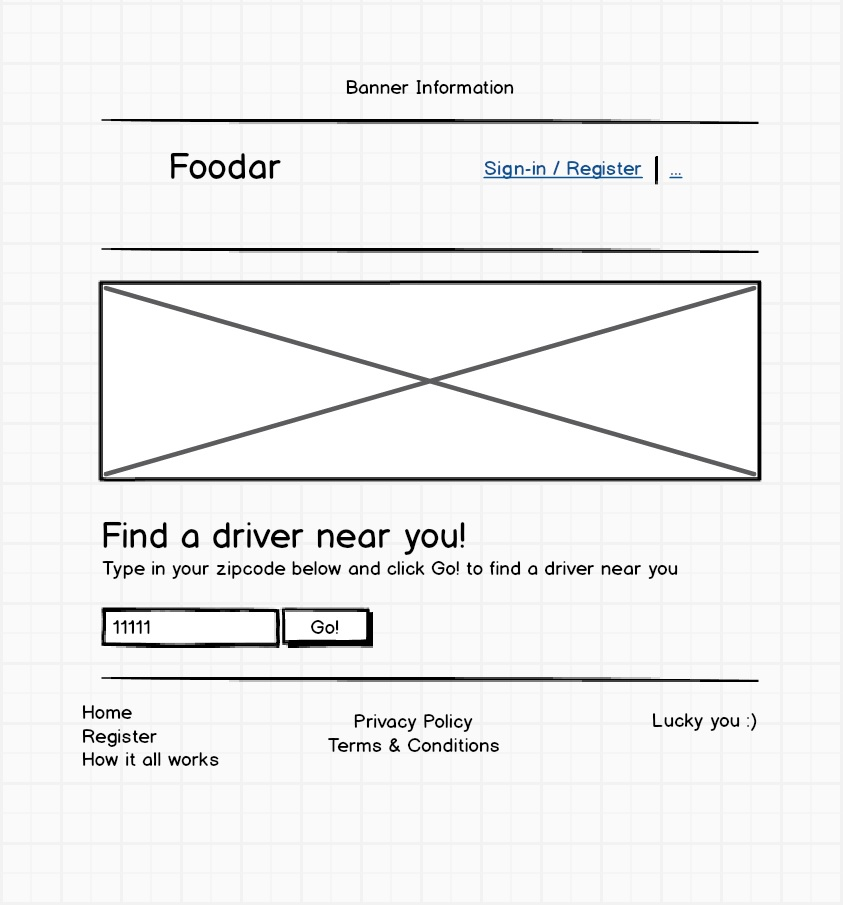 Banner Information
Foodar
Sign-in / Register
...
Find a driver near you!
Type in your zipcode below and click Go! to find a driver near you
11111
Go!
Home
Register
How it all works
Privacy Policy
Terms & Conditions
Lucky you :)